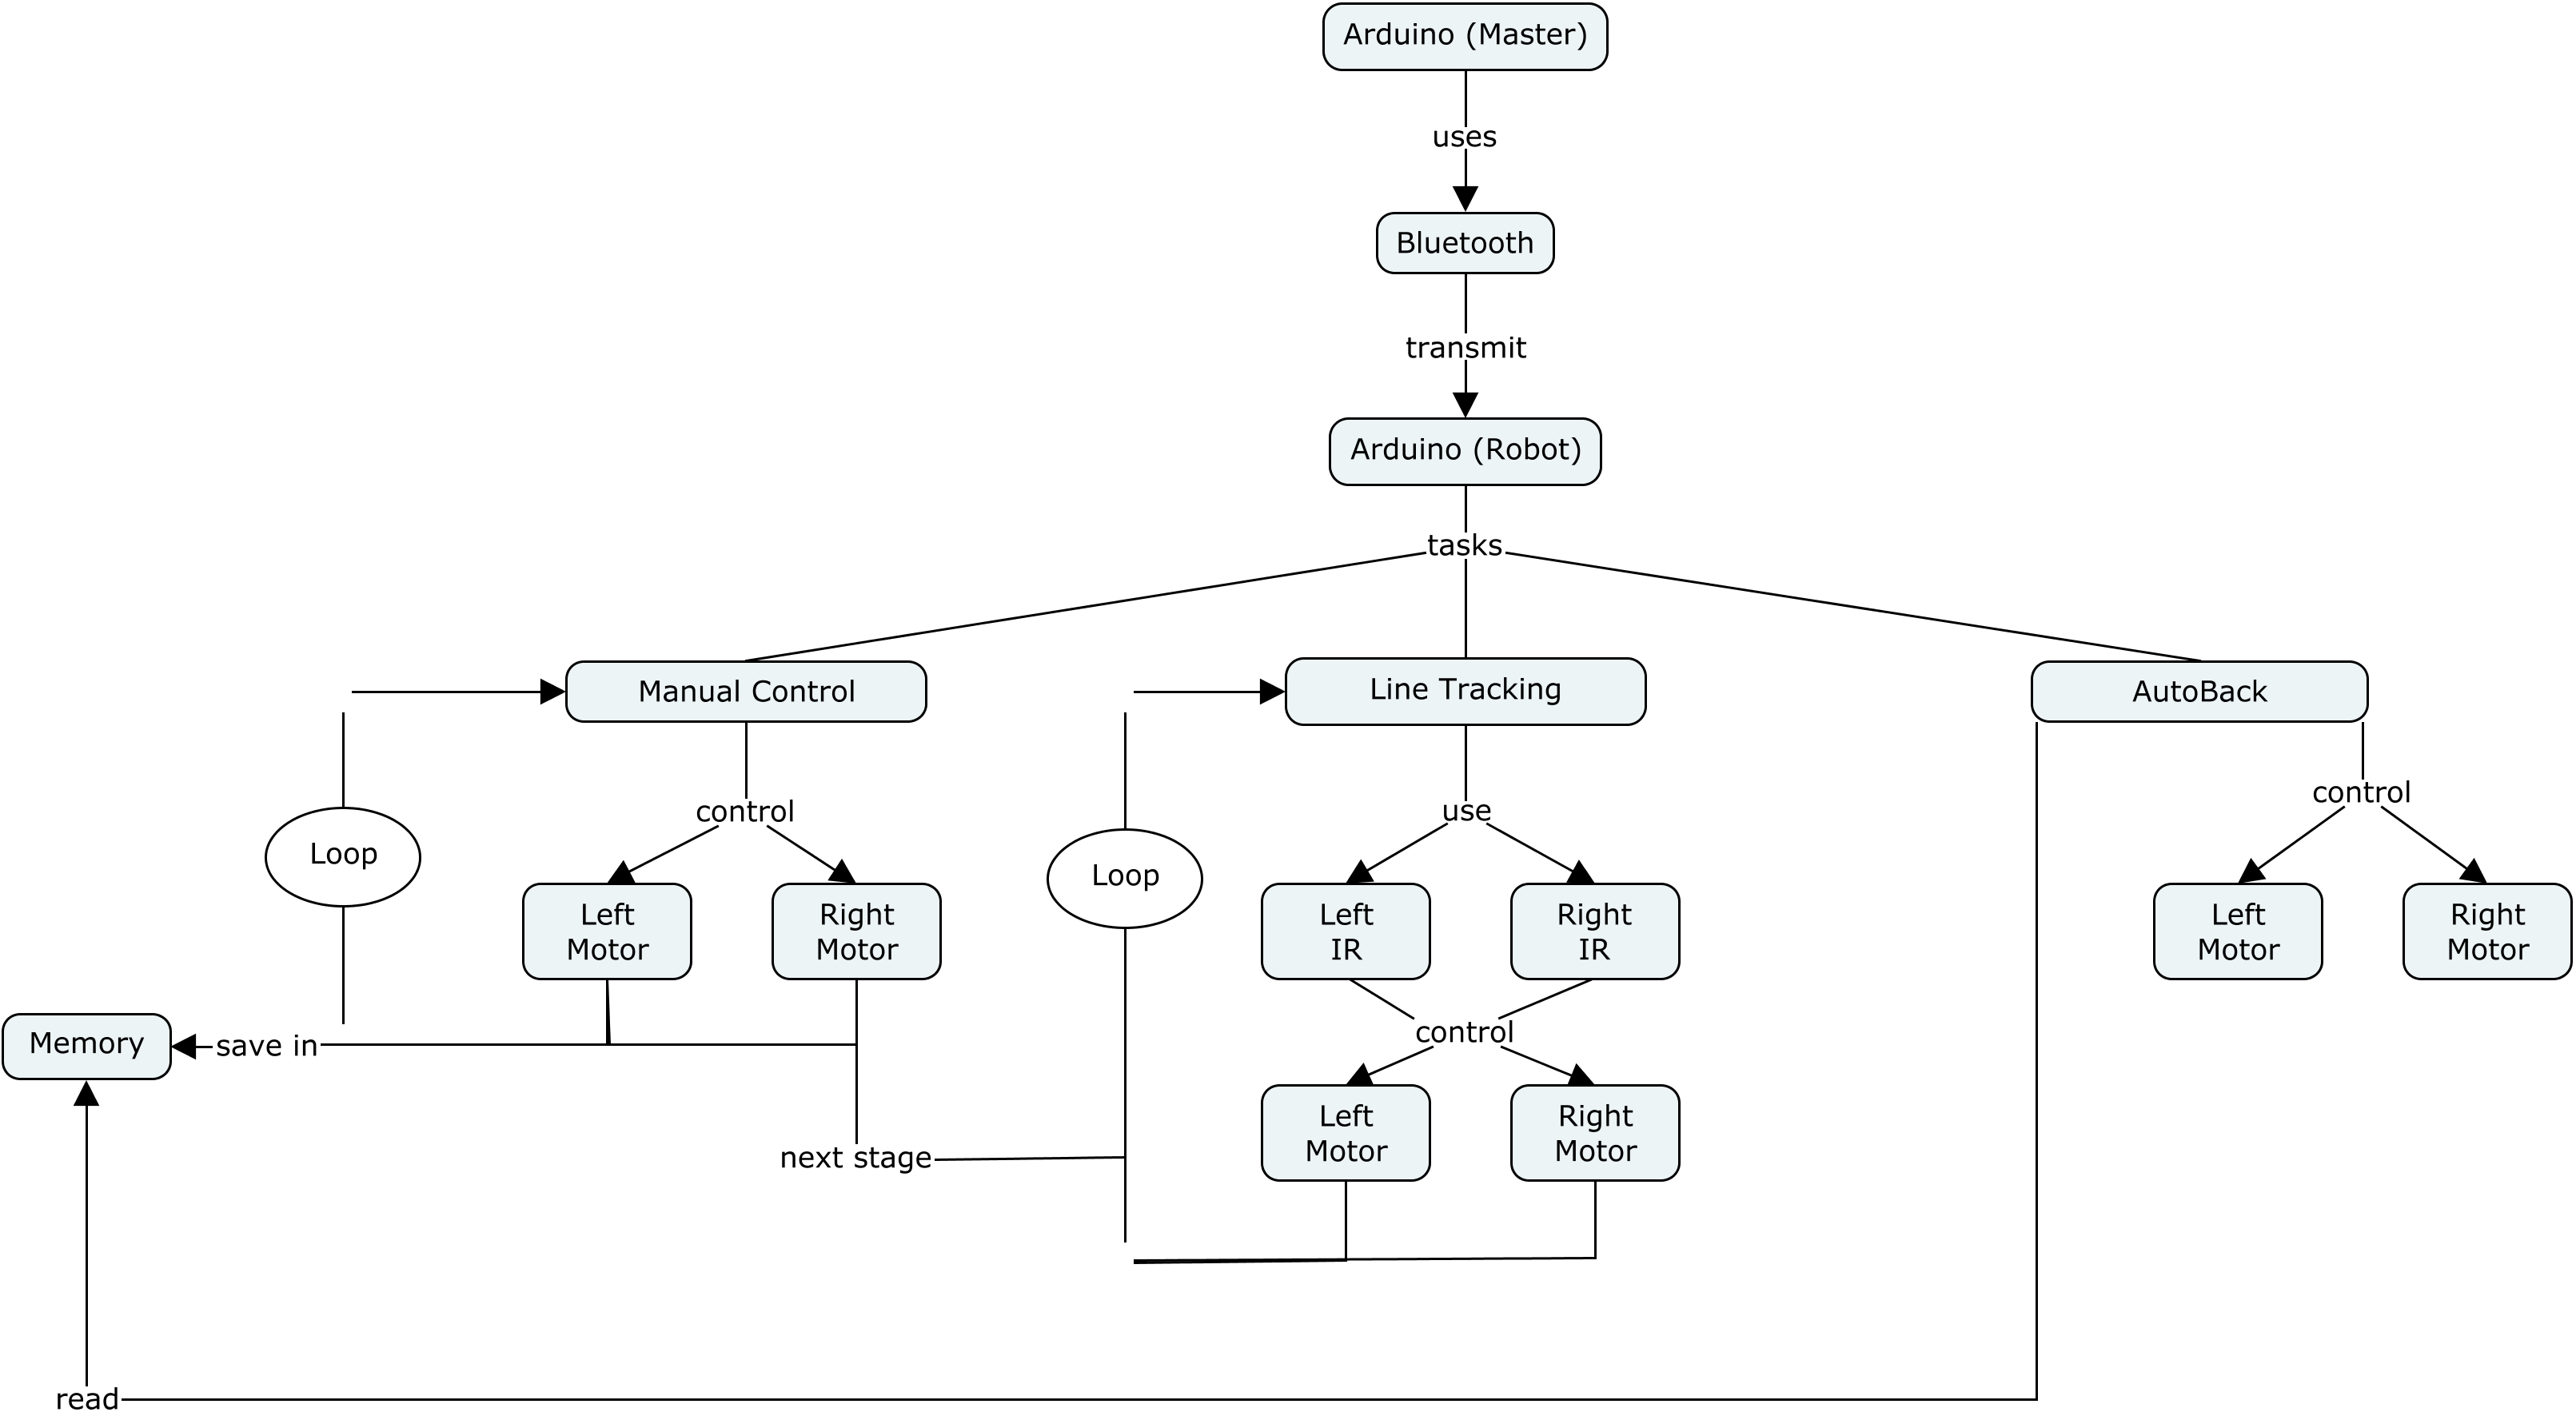 Arduino (Master)
uses
Bluetooth
transmit
Arduino (Robot)
tasks
Manual Control
Line Tracking
AutoBack
control
use
control
Loop
Loop
Left
Motor
Right
Motor
Left
IR
Right
IR
Left
Motor
Right
Motor
Memory
save in
control
Left
Motor
Right
Motor
next stage
read